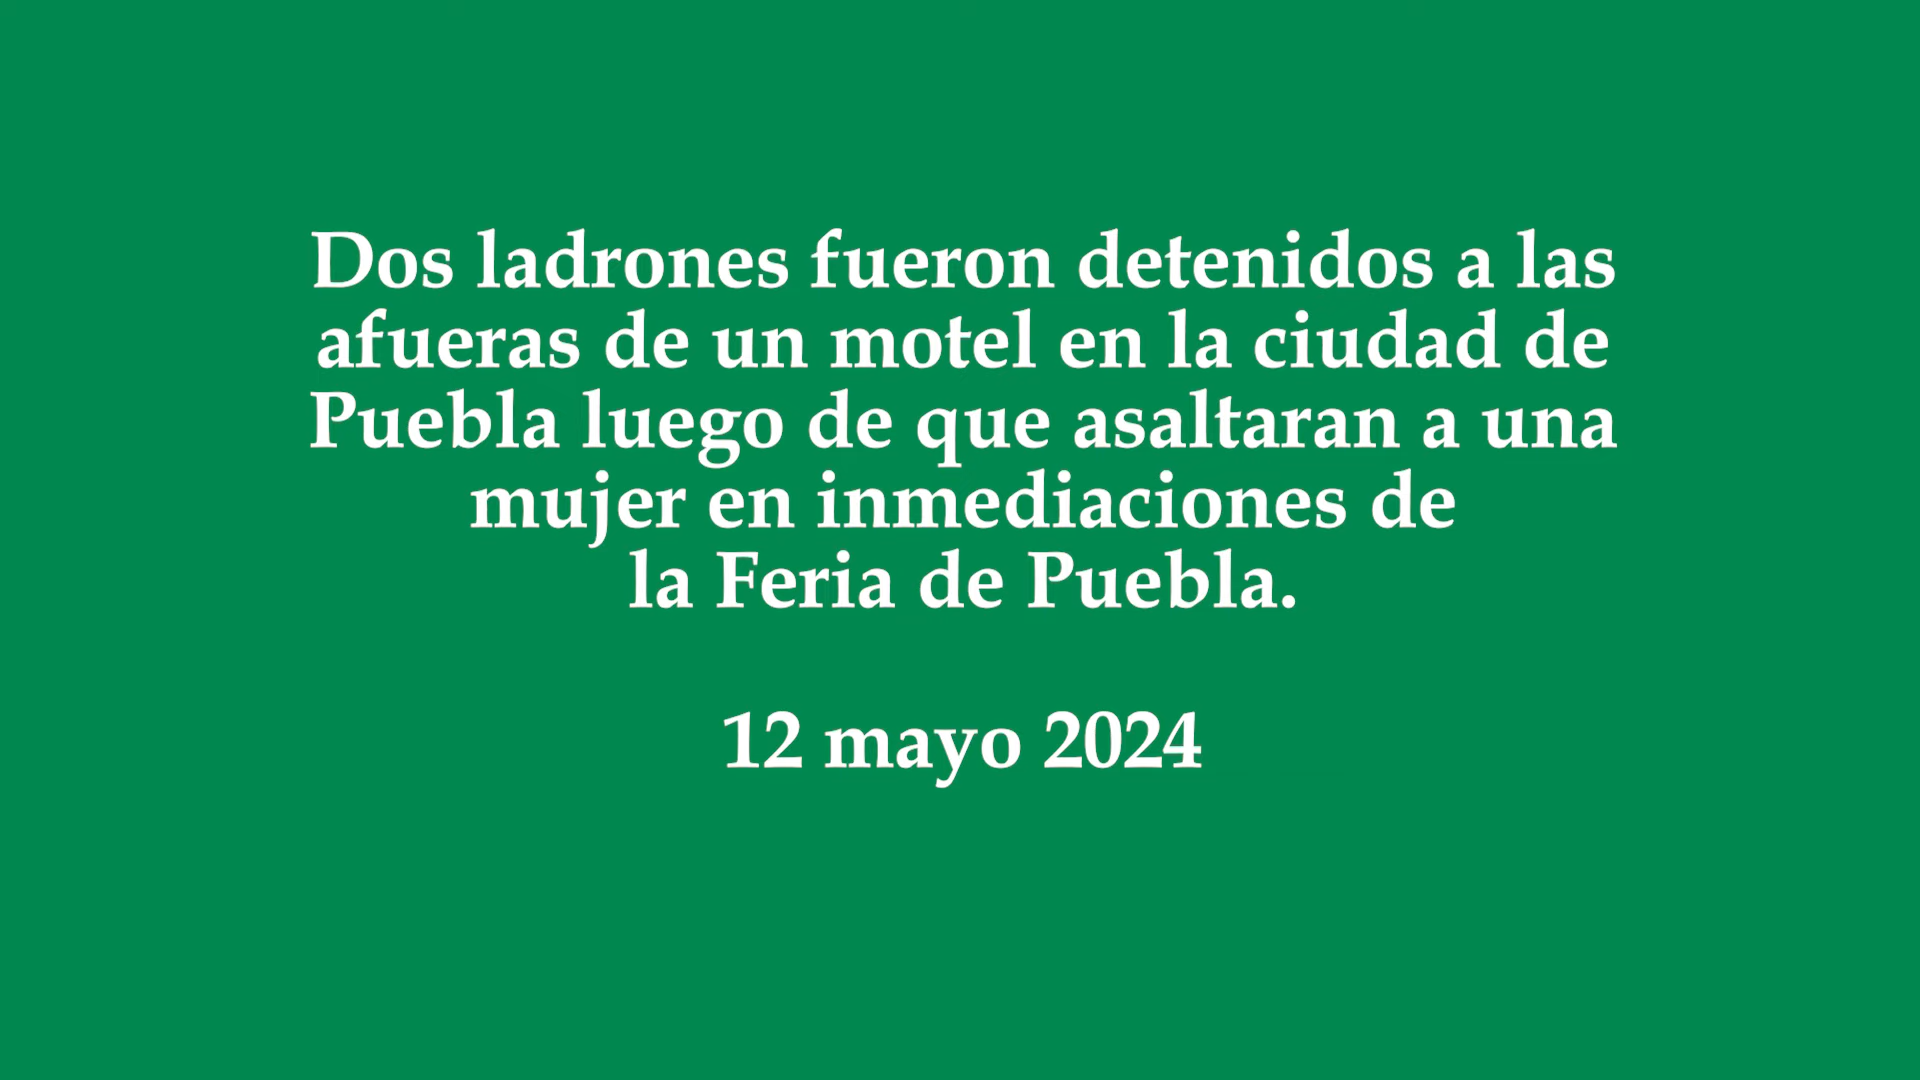 Dos ladrones fueron detenidos a las
afueras de un motel en la ciudad de
Puebla luego de que asaltaran a una
mujer en inmediaciones de
la Feria de Puebla.
12 mayo 2024